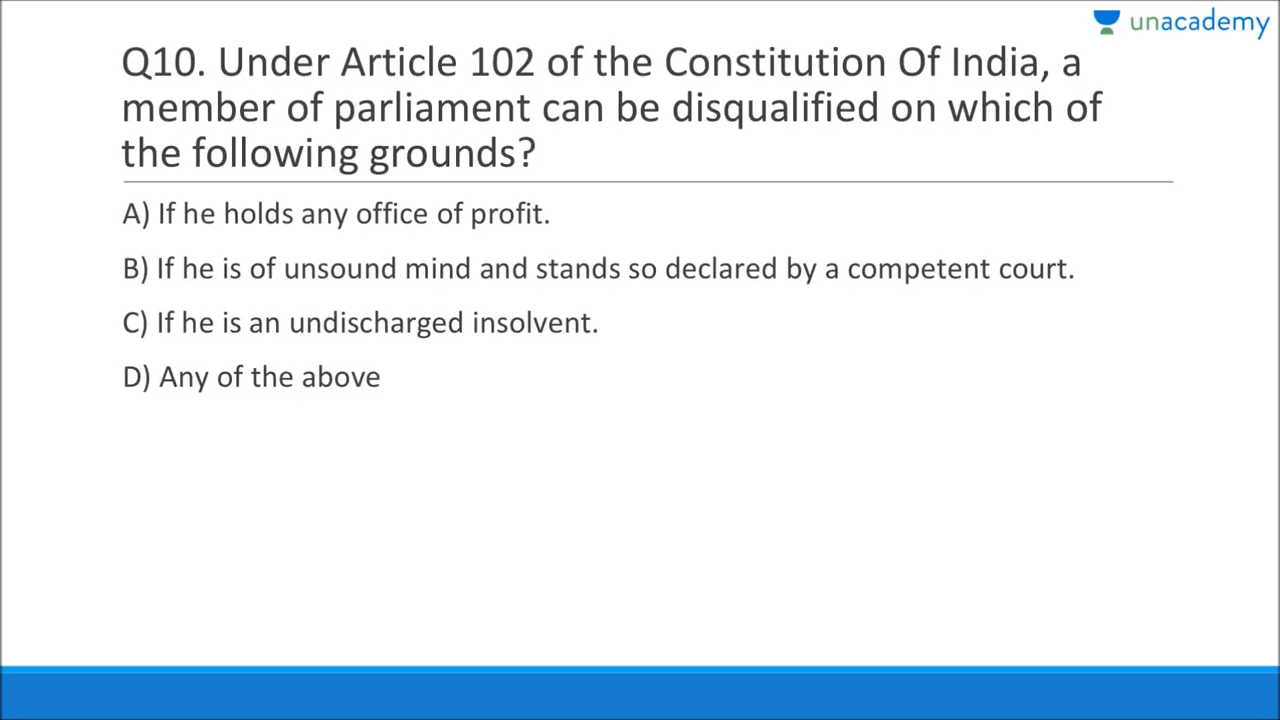 unacademy
Q10. Under Article 102 of the Constitution Of India, a
member of parliament can be disqualified on which of
the following grounds?
A) If he holds any office of profit.
B) If he is of unsound mind and stands so declared by a competent court.
C) If he is an undischarged insolvent.
D) Any of the above